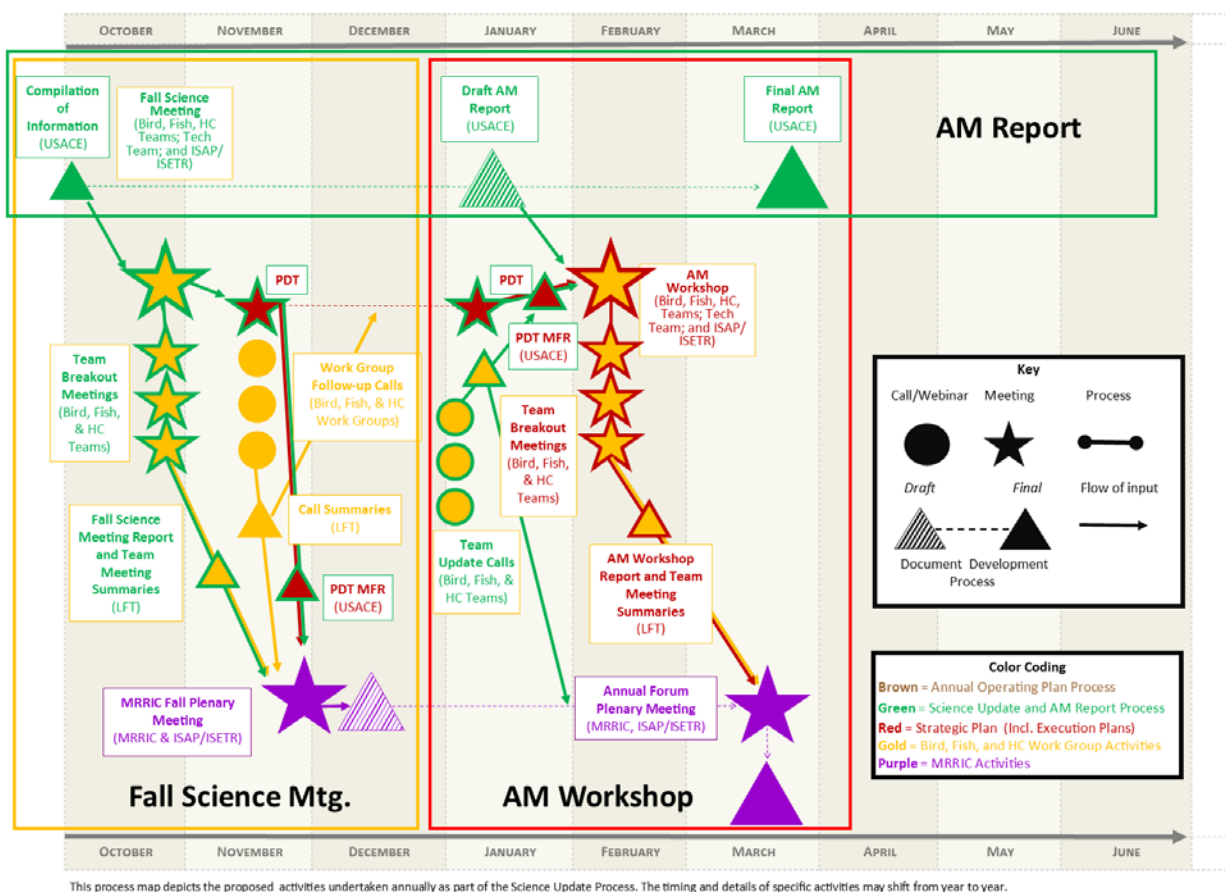 OCTOBER NOVEMBER DECEMBER JANUARY FEBRUARY MARCH APRIL MAY JUNE
Compilation
of
Information
(USACE)
Fall Science
Meeting
(Bird, Fish, HC
Teams; Tech
Team; and ISAP/
ISETR)
Draft AM
Report
(USACE)
Final AM
Report
(USACE)
AM Report
PDT
Team
Breakout
Meetings
(Bird, Fish,
& HC
Teams)
Work Group
Follow-up Calls
(Bird, Fish, & HC
Work Groups)
Fall Science
Meeting Report
and Team
Meeting
Summaries
(LFT)
Call Summaries
(LFT)
PDT MFR
(USACE)
MRRIC Fall Plenary
Meeting
(MRRIC & ISAP/ISETR)
Fall Science Mtg.
PDT
PDT MFR
(USACE)
AM
Workshop
(Bird, Fish, HC,
Teams; Tech
Team; and ISAP/
ISETR)
Team
Breakout
Meetings
(Bird, Fish,
& HC
Teams)
Team
Update Calls
(Bird, Fish, &
HC Teams)
AM Workshop
Report and Team
Meeting
Summaries
(LFT)
Annual Forum
Plenary Meeting
(MRRIC, ISAP/ISETR)
AM Workshop
Key
Call/Webinar Meeting Process
Draft Final Flow of input
Document Development
Process
Color Coding
Brown = Annual Operating Plan Process
Green = Science Update and AM Report Process
Red = Strategic Plan (Incl. Execution Plans)
Gold = Bird, Fish, and HC Work Group Activities
Purple = MRRIC Activities
OCTOBER NOVEMBER DECEMBER JANUARY FEBRUARY MARCH APRIL MAY JUNE
This process map depicts the proposed activities undertaken annually as part of the Science Update Process. The timing and details of specific activities may shift from year to year.